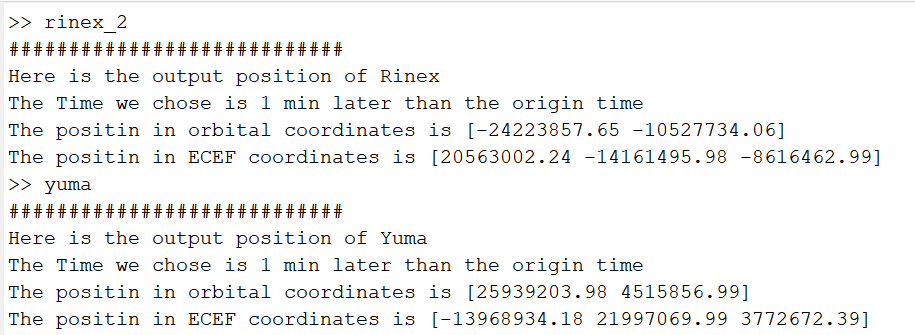 >> rinex_2
############################
Here is the output position of Rinex
The Time we chose is 1 min later than the origin time
The positin in orbital coordinates is [-24223857.65 -10527734.06]
The positin in ECEF coordinates is [20563002.24 -14161495.98 -8616462.99]
>> yuma
############################
Here is the output position of Yuma
The Time we chose is 1 min later than the origin time
The positin in orbital coordinates is [25939203.98 4515856.99]
The positin in ECEF coordinates is [-13968934.18 21997069.99 3772672.39]